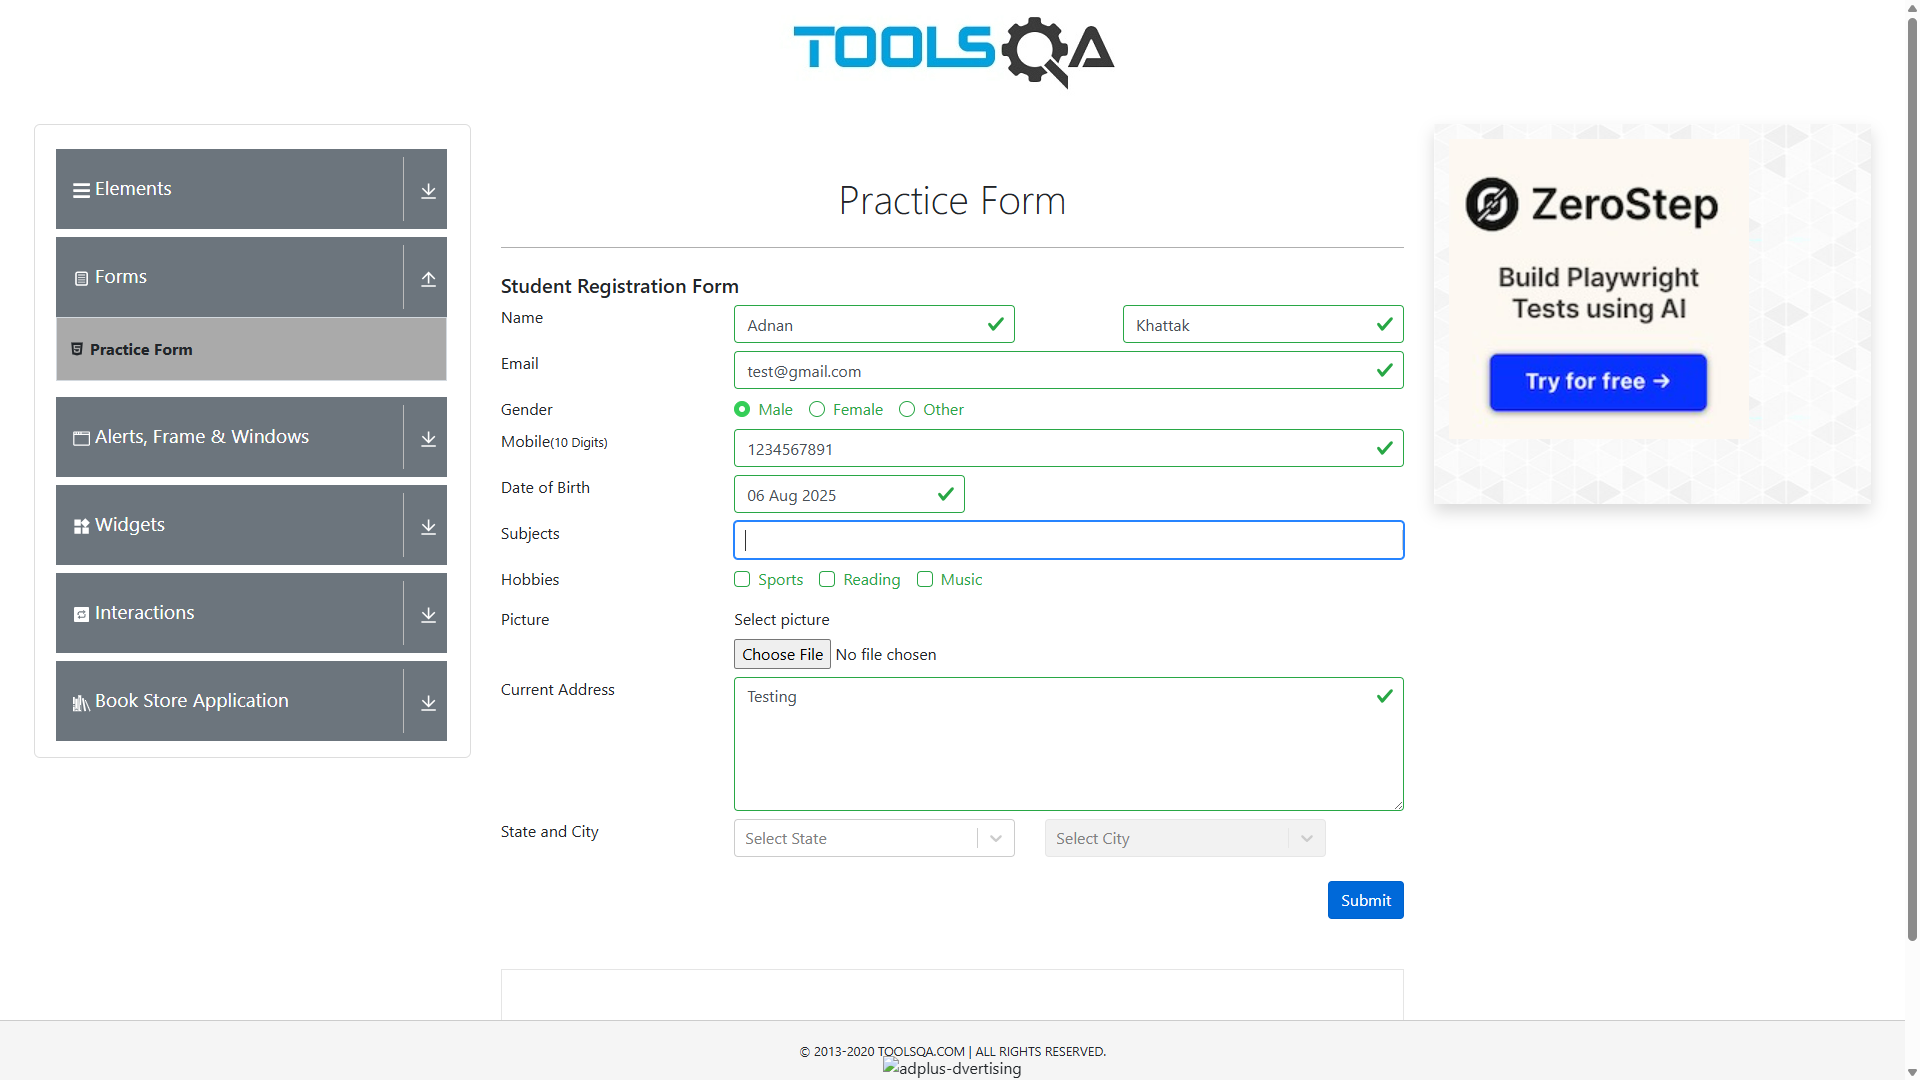 TOOLSQA
Elements
Forms
Practice Form
Alerts, Frame & Windows
Widgets
Interactions
Book Store Application
Practice Form
Student Registration Form
Name
Adnan
Khattak
Email
test@gmail.com
Gender
Male
Female
Other
Mobile(10 Digits)
1234567891
Date of Birth
06 Aug 2025
Subjects
Hobbies
Sports
Reading
Music
Picture
Select picture
Choose File No file chosen
Current Address
Testing
State and City
Select State
Select City
Submit
ZeroStep
Build Playwright
Tests using AI
Try for free →
© 2013-2020 TOOLSQA.COM | ALL RIGHTS RESERVED.
adplus-dvertising